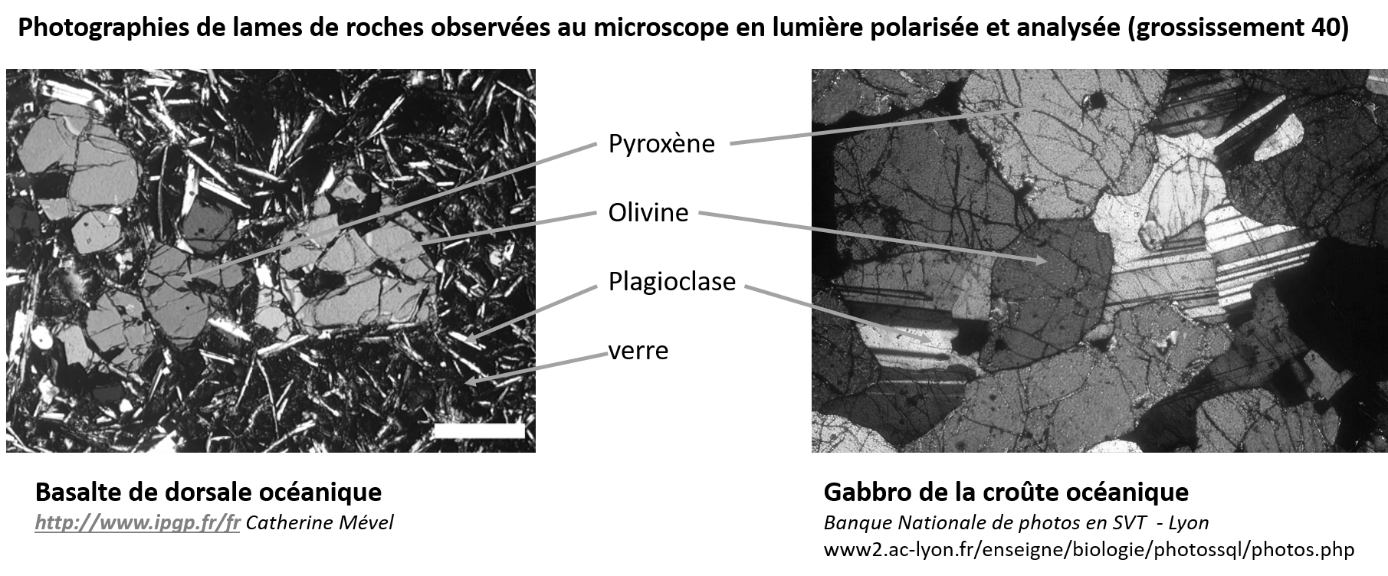 Photographies de lames de roches observées au microscope en lumière polarisée et analysée (grossissement 40)
Pyroxène
Olivine
Plagioclase
verre
Basalte de dorsale océanique
http://www.ipgp.fr/fr Catherine Mével
Gabbro de la croûte océanique
Banque Nationale de photos en SVT - Lyon
www2.ac-lyon.fr/enseigne/biologie/photossql/photos.php